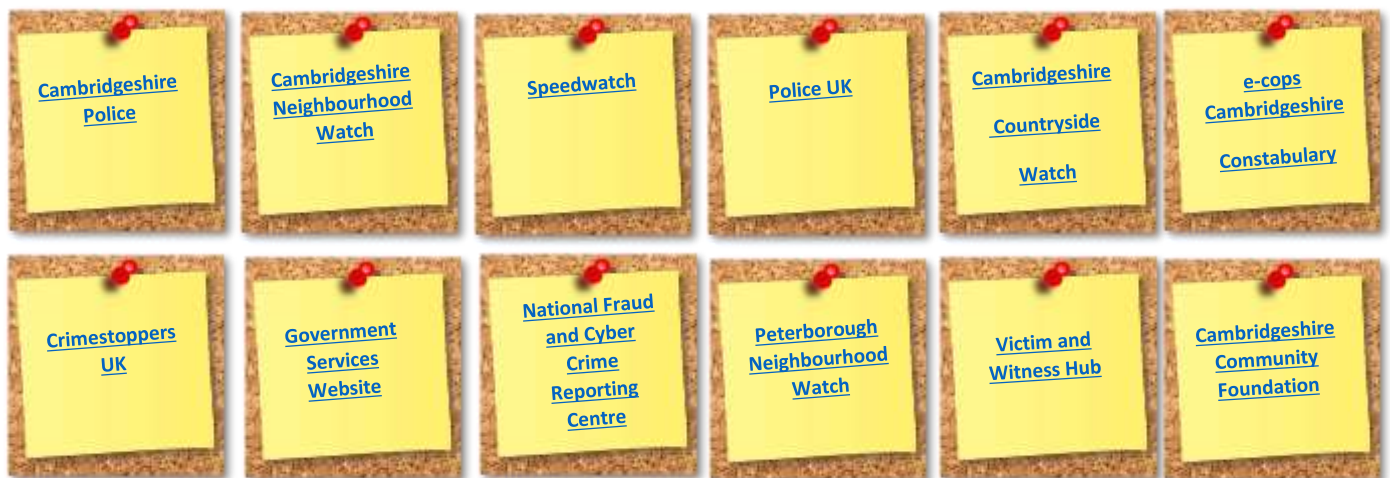 Cambridgeshire
Police
Cambridgeshire
Neighbourhood
Watch
Speedwatch
Police UK
Cambridgeshire
Countryside
Watch
e-cops
Cambridgeshire
Constabulary
Crimestoppers
UK
Government
Services
Website
National Fraud
and Cyber
Crime
Reporting
Centre
Peterborough
Neighbourhood
Watch
Victim and
Witness Hub
Cambridgeshire
Community
Foundation